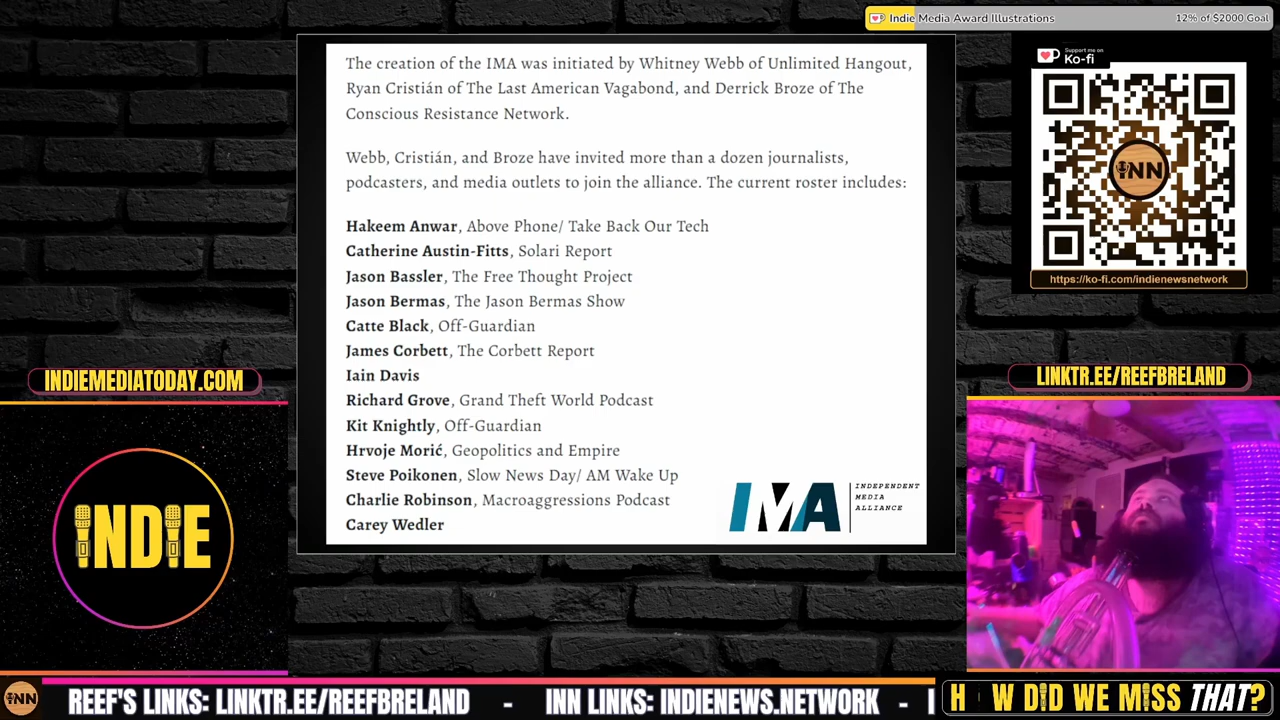 Indie Media Award Illustrations
12% of $2000 Goal
The creation of the IMA was initiated by Whitney Webb of Unlimited Hangout,
Ryan Cristián of The Last American Vagabond, and Derrick Broze of The
Conscious Resistance Network.
Webb, Cristián, and Broze have invited more than a dozen journalists,
podcasters, and media outlets to join the alliance. The current roster includes:
Hakeem Anwar, Above Phone/ Take Back Our Tech
Catherine Austin-Fitts, Solari Report
Jason Bassler, The Free Thought Project
Jason Bermas, The Jason Bermas Show
Catte Black, Off-Guardian
James Corbett, The Corbett Report
Iain Davis
Richard Grove, Grand Theft World Podcast
Kit Knightly, Off-Guardian
Hrvoje Morić, Geopolitics and Empire
Steve Poikonen, Slow News Day/ AM Wake Up
Charlie Robinson, Macroaggressions Podcast
Carey Wedler
IMA
INDEPENDENT
MEDIA
ALLIANCE
Support me on
Ko-fi
INN
https://ko-fi.com/indienewsnetwork
INDIEMEDIATODAY.COM
INDIE
LINKTR.EE/REEFBRELAND
INN
REEF'S LINKS: LINKTR.EE/REEFBRELAND - INN LINKS: INDIENEWS.NETWORK -
H W DID WE MISS THAT?